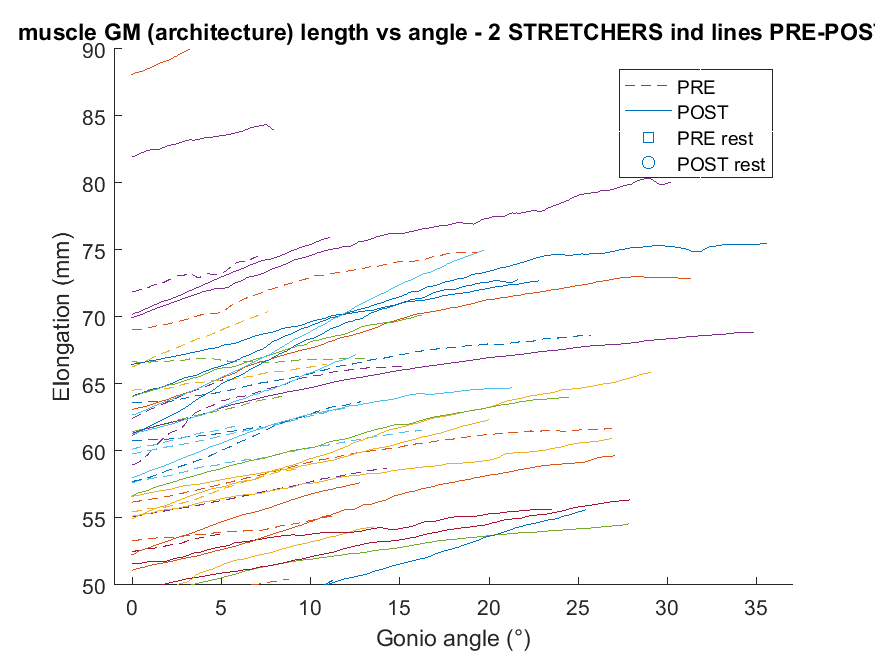 muscle GM (architecture) length vs angle - 2 STRETCHERS ind lines PRE-POST
90
85
80
75
70
65
60
55
50
Elongation (mm)
PRE
POST
PRE rest
POST rest
0 5 10 15 20 25 30 35
Gonio angle (°)